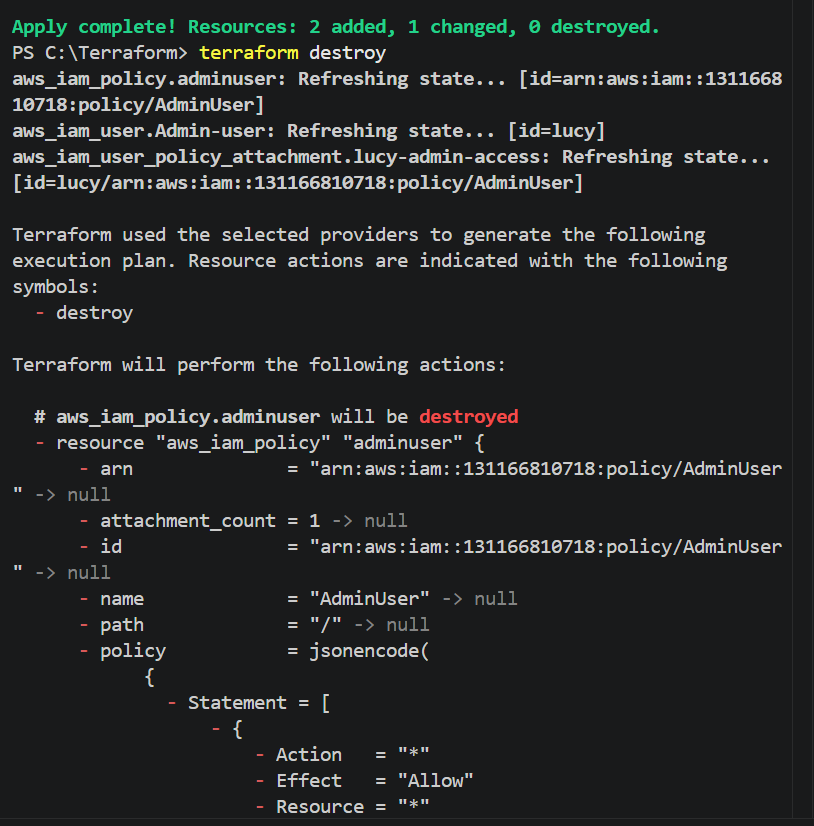 Apply complete! Resources: 2 added, 1 changed, 0 destroyed.
PS C:\Terraform> terraform destroy
aws_iam_policy.adminuser: Refreshing state... [id=arn:aws:iam::1311668
10718:policy/AdminUser]
aws_iam_user.Admin-user: Refreshing state... [id=lucy]
aws_iam_user_policy_attachment.lucy-admin-access: Refreshing state...
[id=lucy/arn:aws:iam::131166810718:policy/AdminUser]

Terraform used the selected providers to generate the following
execution plan. Resource actions are indicated with the following
symbols:
  - destroy

Terraform will perform the following actions:

  # aws_iam_policy.adminuser will be destroyed
  - resource "aws_iam_policy" "adminuser" {
      - arn              = "arn:aws:iam::131166810718:policy/AdminUser
" -> null
      - attachment_count = 1 -> null
      - id               = "arn:aws:iam::131166810718:policy/AdminUser
" -> null
      - name             = "AdminUser" -> null
      - path             = "/" -> null
      - policy           = jsonencode(
            {
              - Statement = [
                  - {
                      - Action   = "*"
                      - Effect   = "Allow"
                      - Resource = "*"